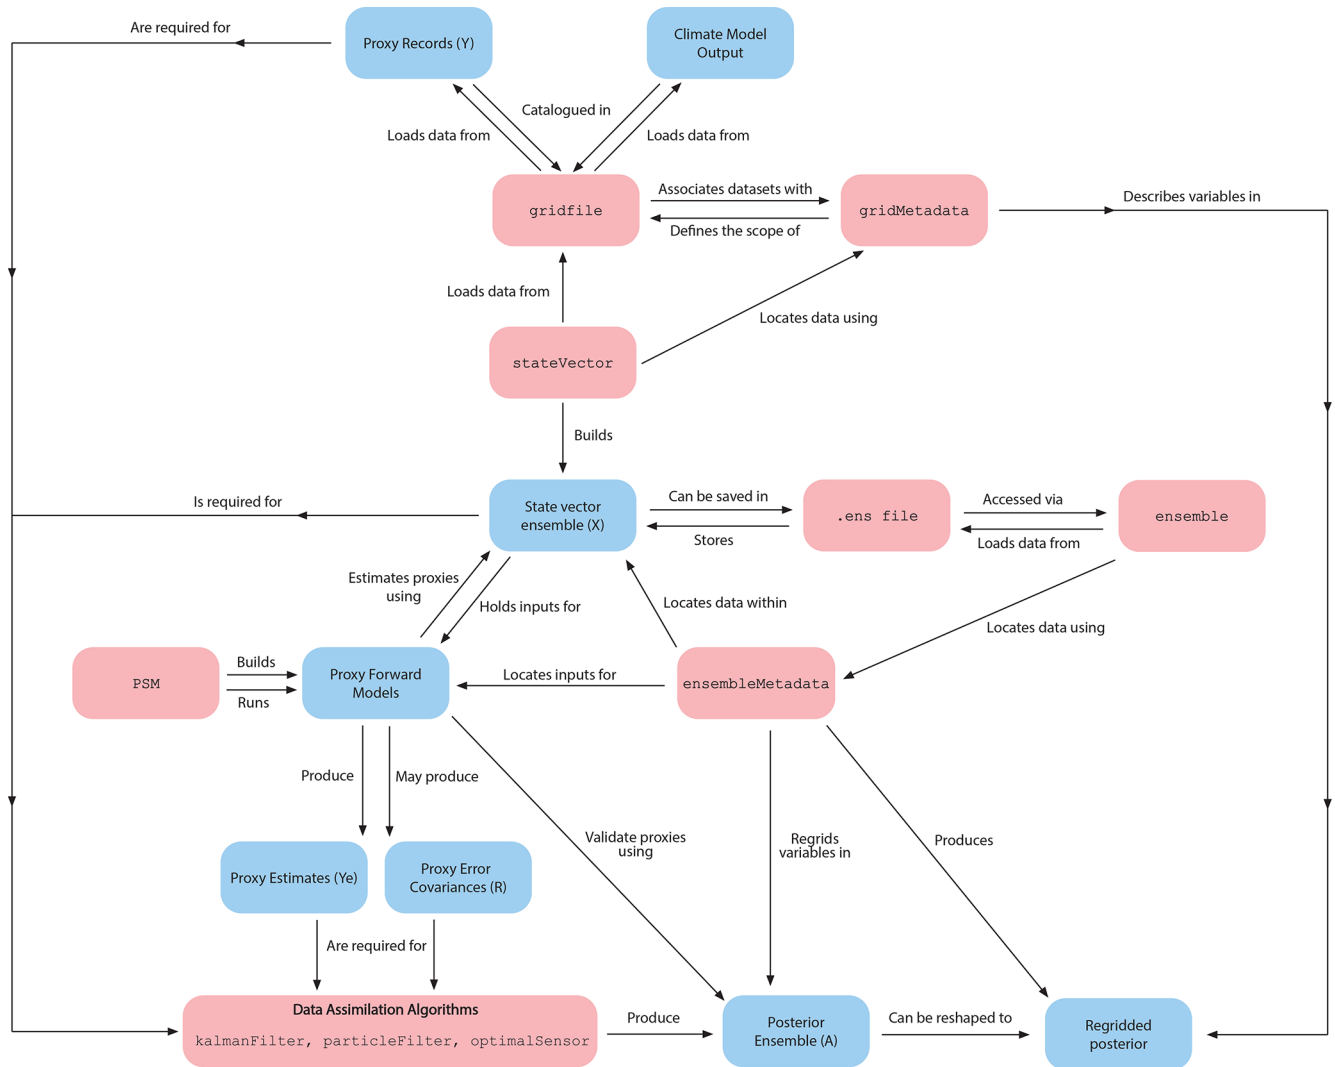 Are required for
Proxy Records (Y)
Climate Model
Output
Catalogued in
Loads data from
Loads data from
gridfile
Associates datasets with
Defines the scope of
gridMetadata
Describes variables in
Loads data from
Locates data using
stateVector
Builds
Is required for
State vector
ensemble (X)
Can be saved in
Stores
.ens file
Accessed via
Loads data from
ensemble
Estimates proxies
using
Holds inputs for
Locates data within
Locates data using
PSM
Builds
Runs
Proxy Forward
Models
Locates inputs for
ensembleMetadata
Produce
May produce
Validate proxies
using
Regrids
variables in
Produces
Proxy Estimates (Ye)
Proxy Error
Covariances (R)
Are required for
Data Assimilation Algorithms
kalmanFilter, particleFilter, optimalSensor
Produce
Posterior
Ensemble (A)
Can be reshaped to
Regridded
posterior